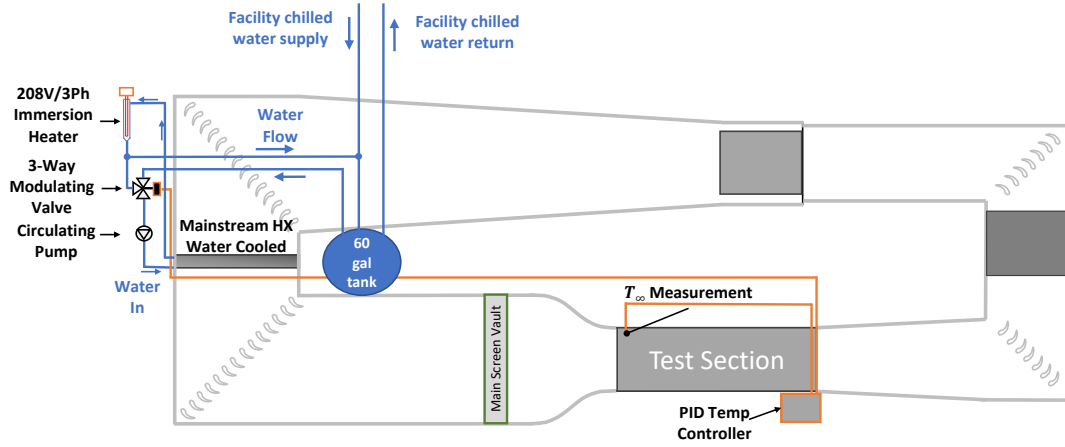 Facility chilled
water supply
Facility chilled
water return
208V/3Ph
Immersion
Heater
Water
Flow
3-Way
Modulating
Valve
Circulating
Pump
Mainstream HX
Water Cooled
60
gal
tank
Water
In
T∞ Measurement
Main Screen Vault
Test Section
PID Temp
Controller